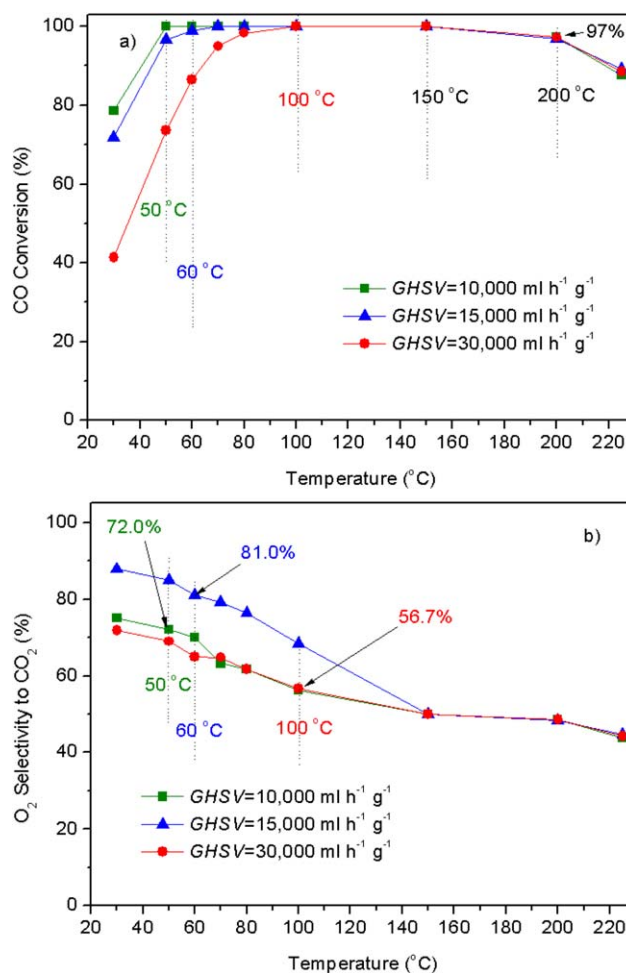 a)
97%
100
80
60
40
20
0
CO Conversion (%)
50 °C
60 °C
100 °C
150 °C
200 °C
GHSV=10,000 ml h⁻¹ g⁻¹
GHSV=15,000 ml h⁻¹ g⁻¹
GHSV=30,000 ml h⁻¹ g⁻¹
20 40 60 80 100 120 140 160 180 200 220
Temperature (°C)
b)
100
80
60
40
20
0
O₂ Selectivity to CO₂ (%)
72.0%
81.0%
56.7%
50 °C
60 °C
100 °C
GHSV=10,000 ml h⁻¹ g⁻¹
GHSV=15,000 ml h⁻¹ g⁻¹
GHSV=30,000 ml h⁻¹ g⁻¹
20 40 60 80 100 120 140 160 180 200 220
Temperature (°C)